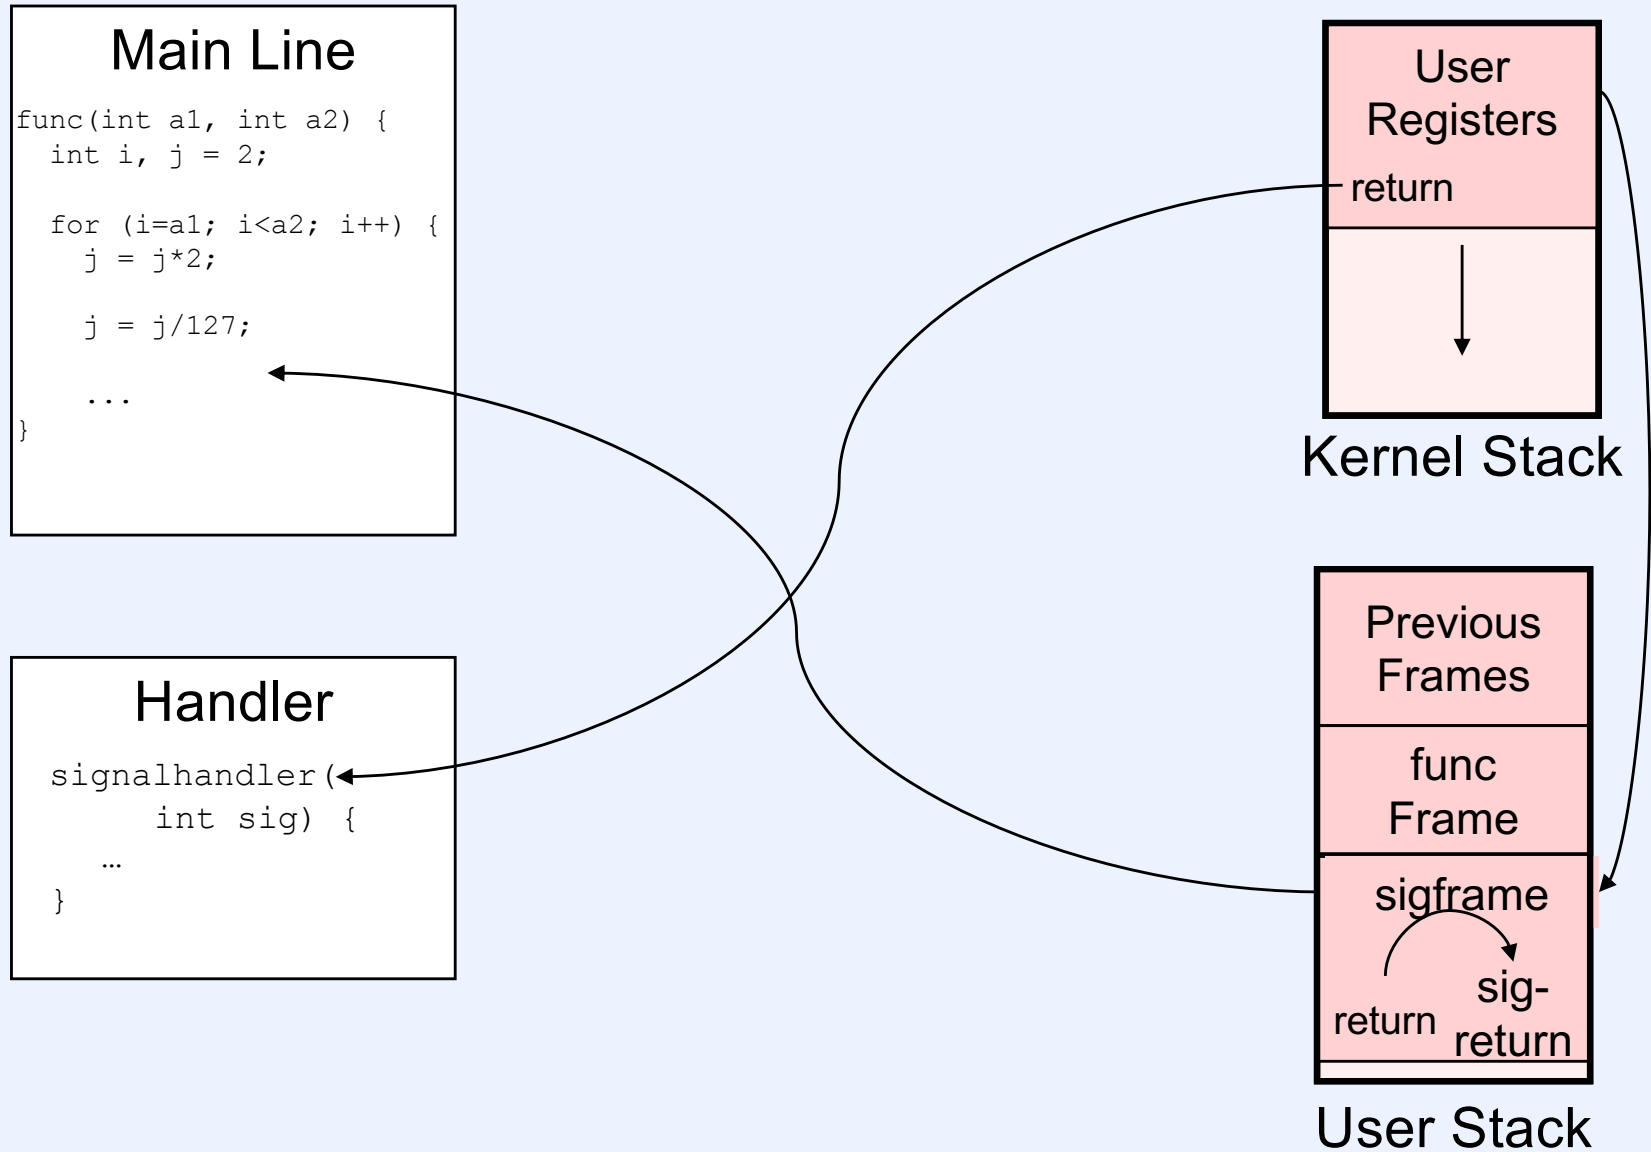 Main Line
func(int a1, int a2) {
int i, j = 2;
for (i=a1; i<a2; i++) {
j = j*2;
j = j/127;
...
}
Handler
signalhandler(
int sig) {
…
}
User
Registers
return
Kernel Stack
Previous
Frames
func
Frame
sigframe
sig-
return
return
User Stack